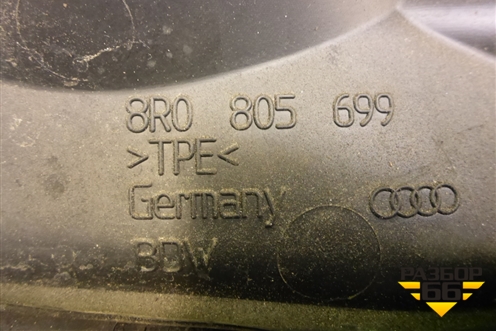 8R0 805 699
>TPE<
Germany
BDW
РАЗБОР
66